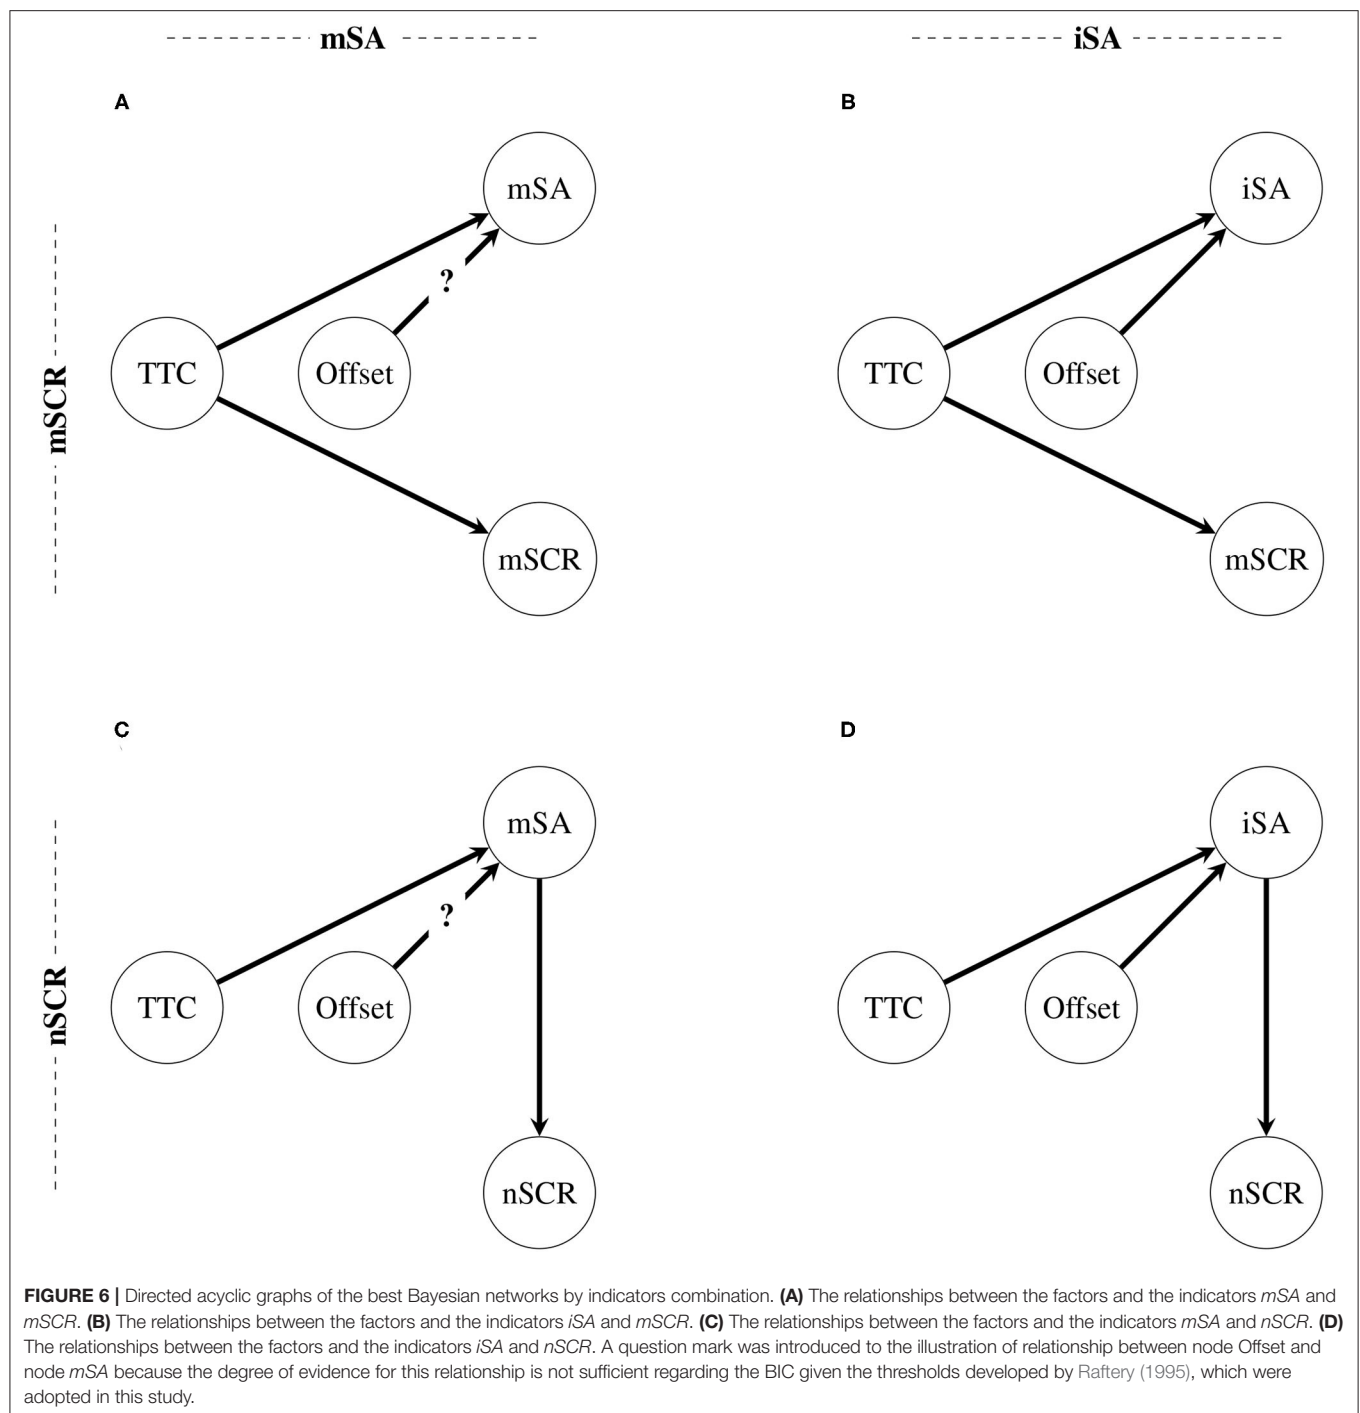 mSA
iSA
A
B
mSA
iSA
?
?
mSCR
TTC
Offset
TTC
Offset
mSCR
mSCR
C
D
mSA
iSA
?
nSCR
TTC
Offset
TTC
Offset
nSCR
nSCR
FIGURE 6 | Directed acyclic graphs of the best Bayesian networks by indicators combination. (A) The relationships between the factors and the indicators mSA and
mSCR. (B) The relationships between the factors and the indicators iSA and mSCR. (C) The relationships between the factors and the indicators mSA and nSCR. (D)
The relationships between the factors and the indicators iSA and nSCR. A question mark was introduced to the illustration of relationship between node Offset and
node mSA because the degree of evidence for this relationship is not sufficient regarding the BIC given the thresholds developed by Raftery (1995), which were
adopted in this study.